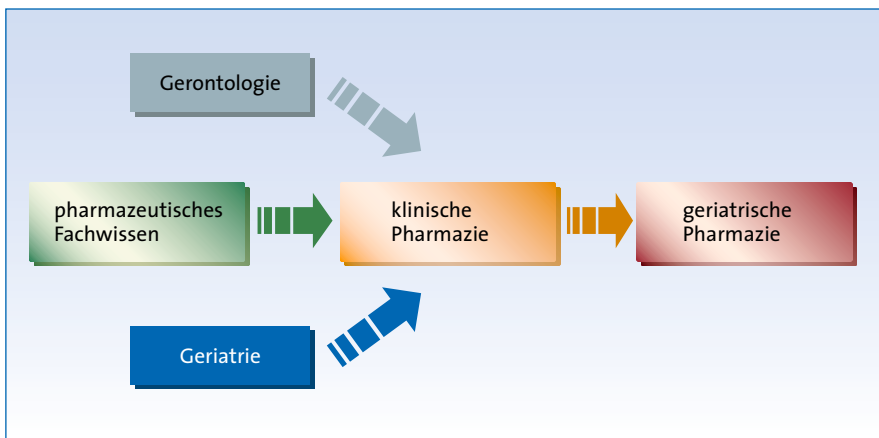 Gerontologie
pharmazeutisches
Fachwissen
klinische
Pharmazie
geriatrische
Pharmazie
Geriatrie